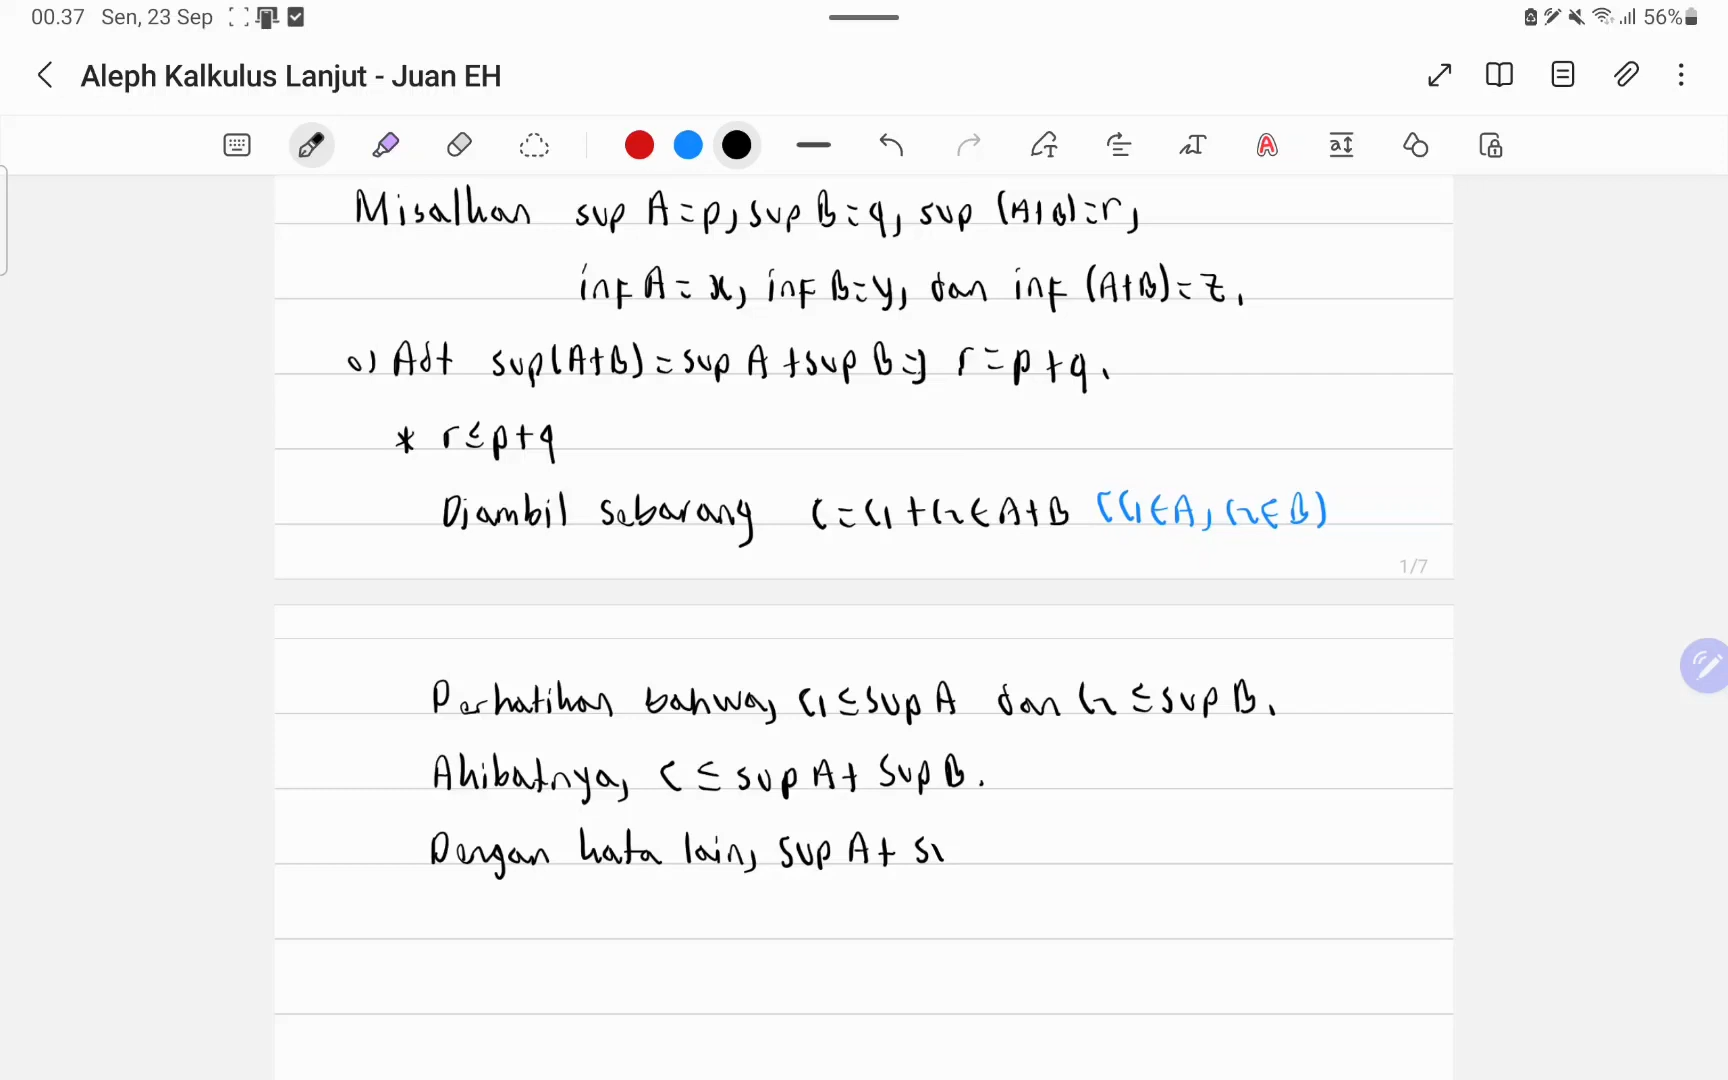 00.37 Sen, 23 Sep
56%
Aleph Kalkulus Lanjut - Juan EH
Misalkan sup A = p, sup B = q, sup (A+B) = r,
inf A = x, inf B = y, dan inf (A+B) = z.
o) Adt sup(A+B) = sup A + sup B ⇒ r = p + q.
* r ≤ p + q
Diambil sebarang c = c1 + c2 ∈ A+B (c1 ∈ A, c2 ∈ B)
1/7
Perhatikan bahwa, c1 ≤ sup A dan c2 ≤ sup B.
Akibatnya, c ≤ sup A + sup B.
Dengan kata lain, sup A + su